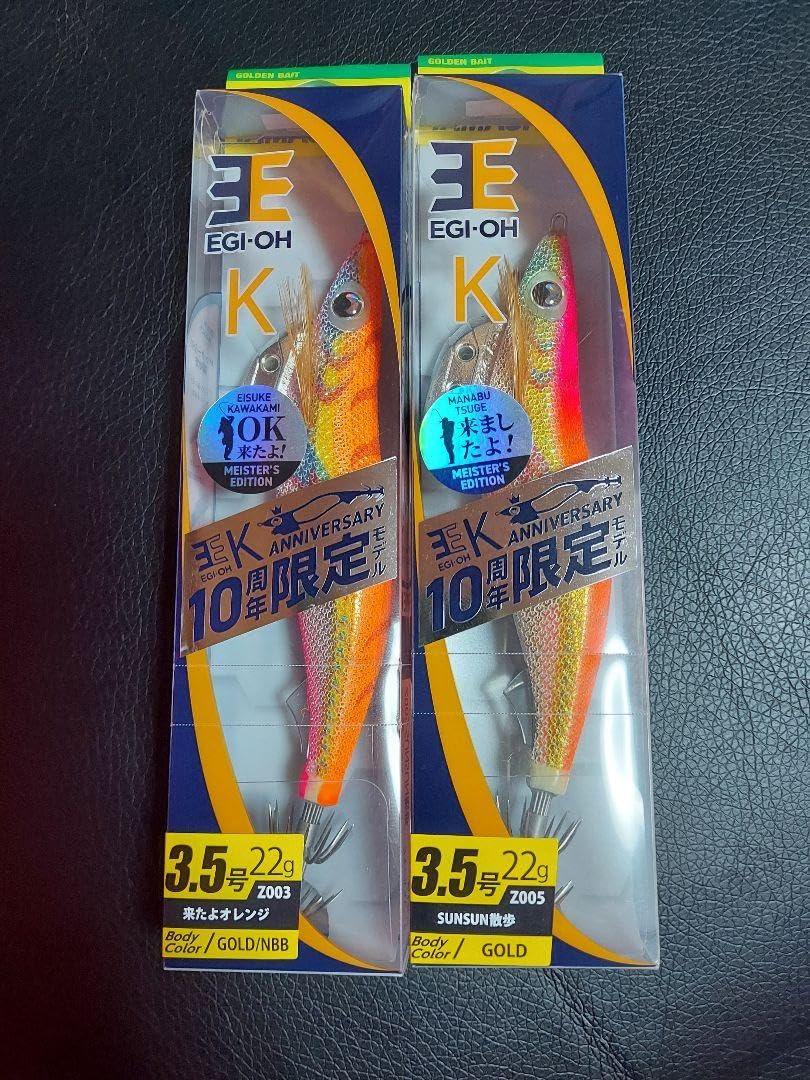 GOLDEN BAIT
EGI-OH
K
EISUKE
KAWAKAMI
OK
来たよ!
MEISTER'S
EDITION
EGI-OH
K
ANNIVERSARY
10周年限定モデル
3.5号 22g
Z003
来たよオレンジ
Body
Color / GOLD/NBB
GOLDEN BAIT
EGI-OH
K
MANABU
TSUGE
来まし
たよ!
MEISTER'S
EDITION
EGI-OH
K
ANNIVERSARY
10周年限定モデル
3.5号 22g
Z005
SUNSUN散歩
Body
Color / GOLD